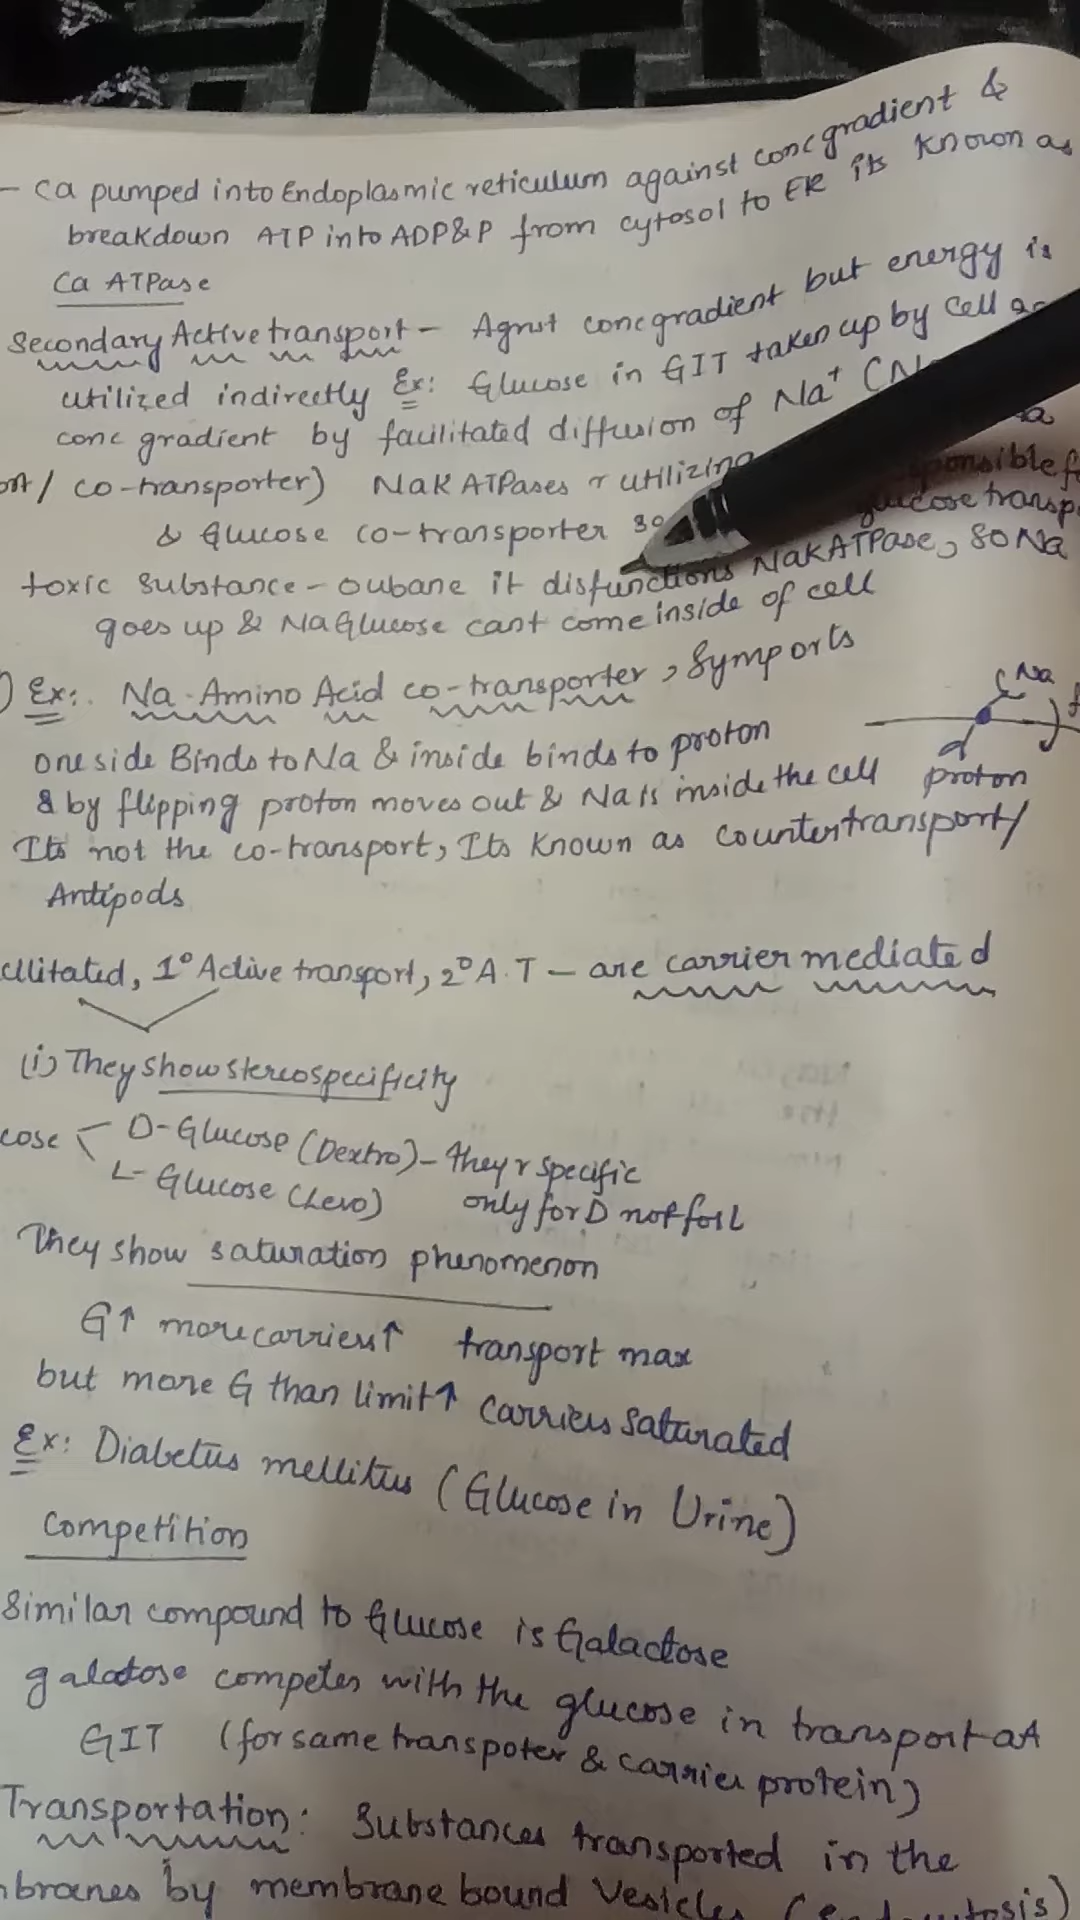 - Ca pumped into Endoplasmic reticulum against conc gradient &
breakdown ATP into ADP&P from cytosol to ER its known as
Ca ATPase
Secondary Active transport - Agnst conc gradient but energy is
utilized indirectly Ex: Glucose in GIT taken up by cell
conc gradient by facilitated diffusion of Na+
/ co-transporter) NaK ATPases r utilizing
& Glucose co-transporter so glucose
toxic substance - oubane it disfunctions NaKATPase, so Na
goes up & NaGlucose cant come inside of cell
Ex:. Na-Amino Acid co-transporter, Symports
Na
one side Binds to Na & inside binds to proton
& by flipping proton moves out & Na is inside the cell
proton
Its not the co-transport, Its known as countertransport/
Antipods
1° Active transport, 2° A.T - are carrier mediated
(i) They show stereospecificity
D-Glucose (Dextro) - they r specific
L-Glucose (Levo) only for D not for L
They show saturation phenomenon
G↑ more carriers↑ transport max
but more G than limit↑ carriers saturated
Ex: Diabetus mellitus (Glucose in Urine)
Competition
Similar compound to Glucose is Galactose
galatose competes with the glucose in transport at
GIT (for same transpoter & carrier protein)
Transportation: Substances transported in the
by membrane bound Vesicles